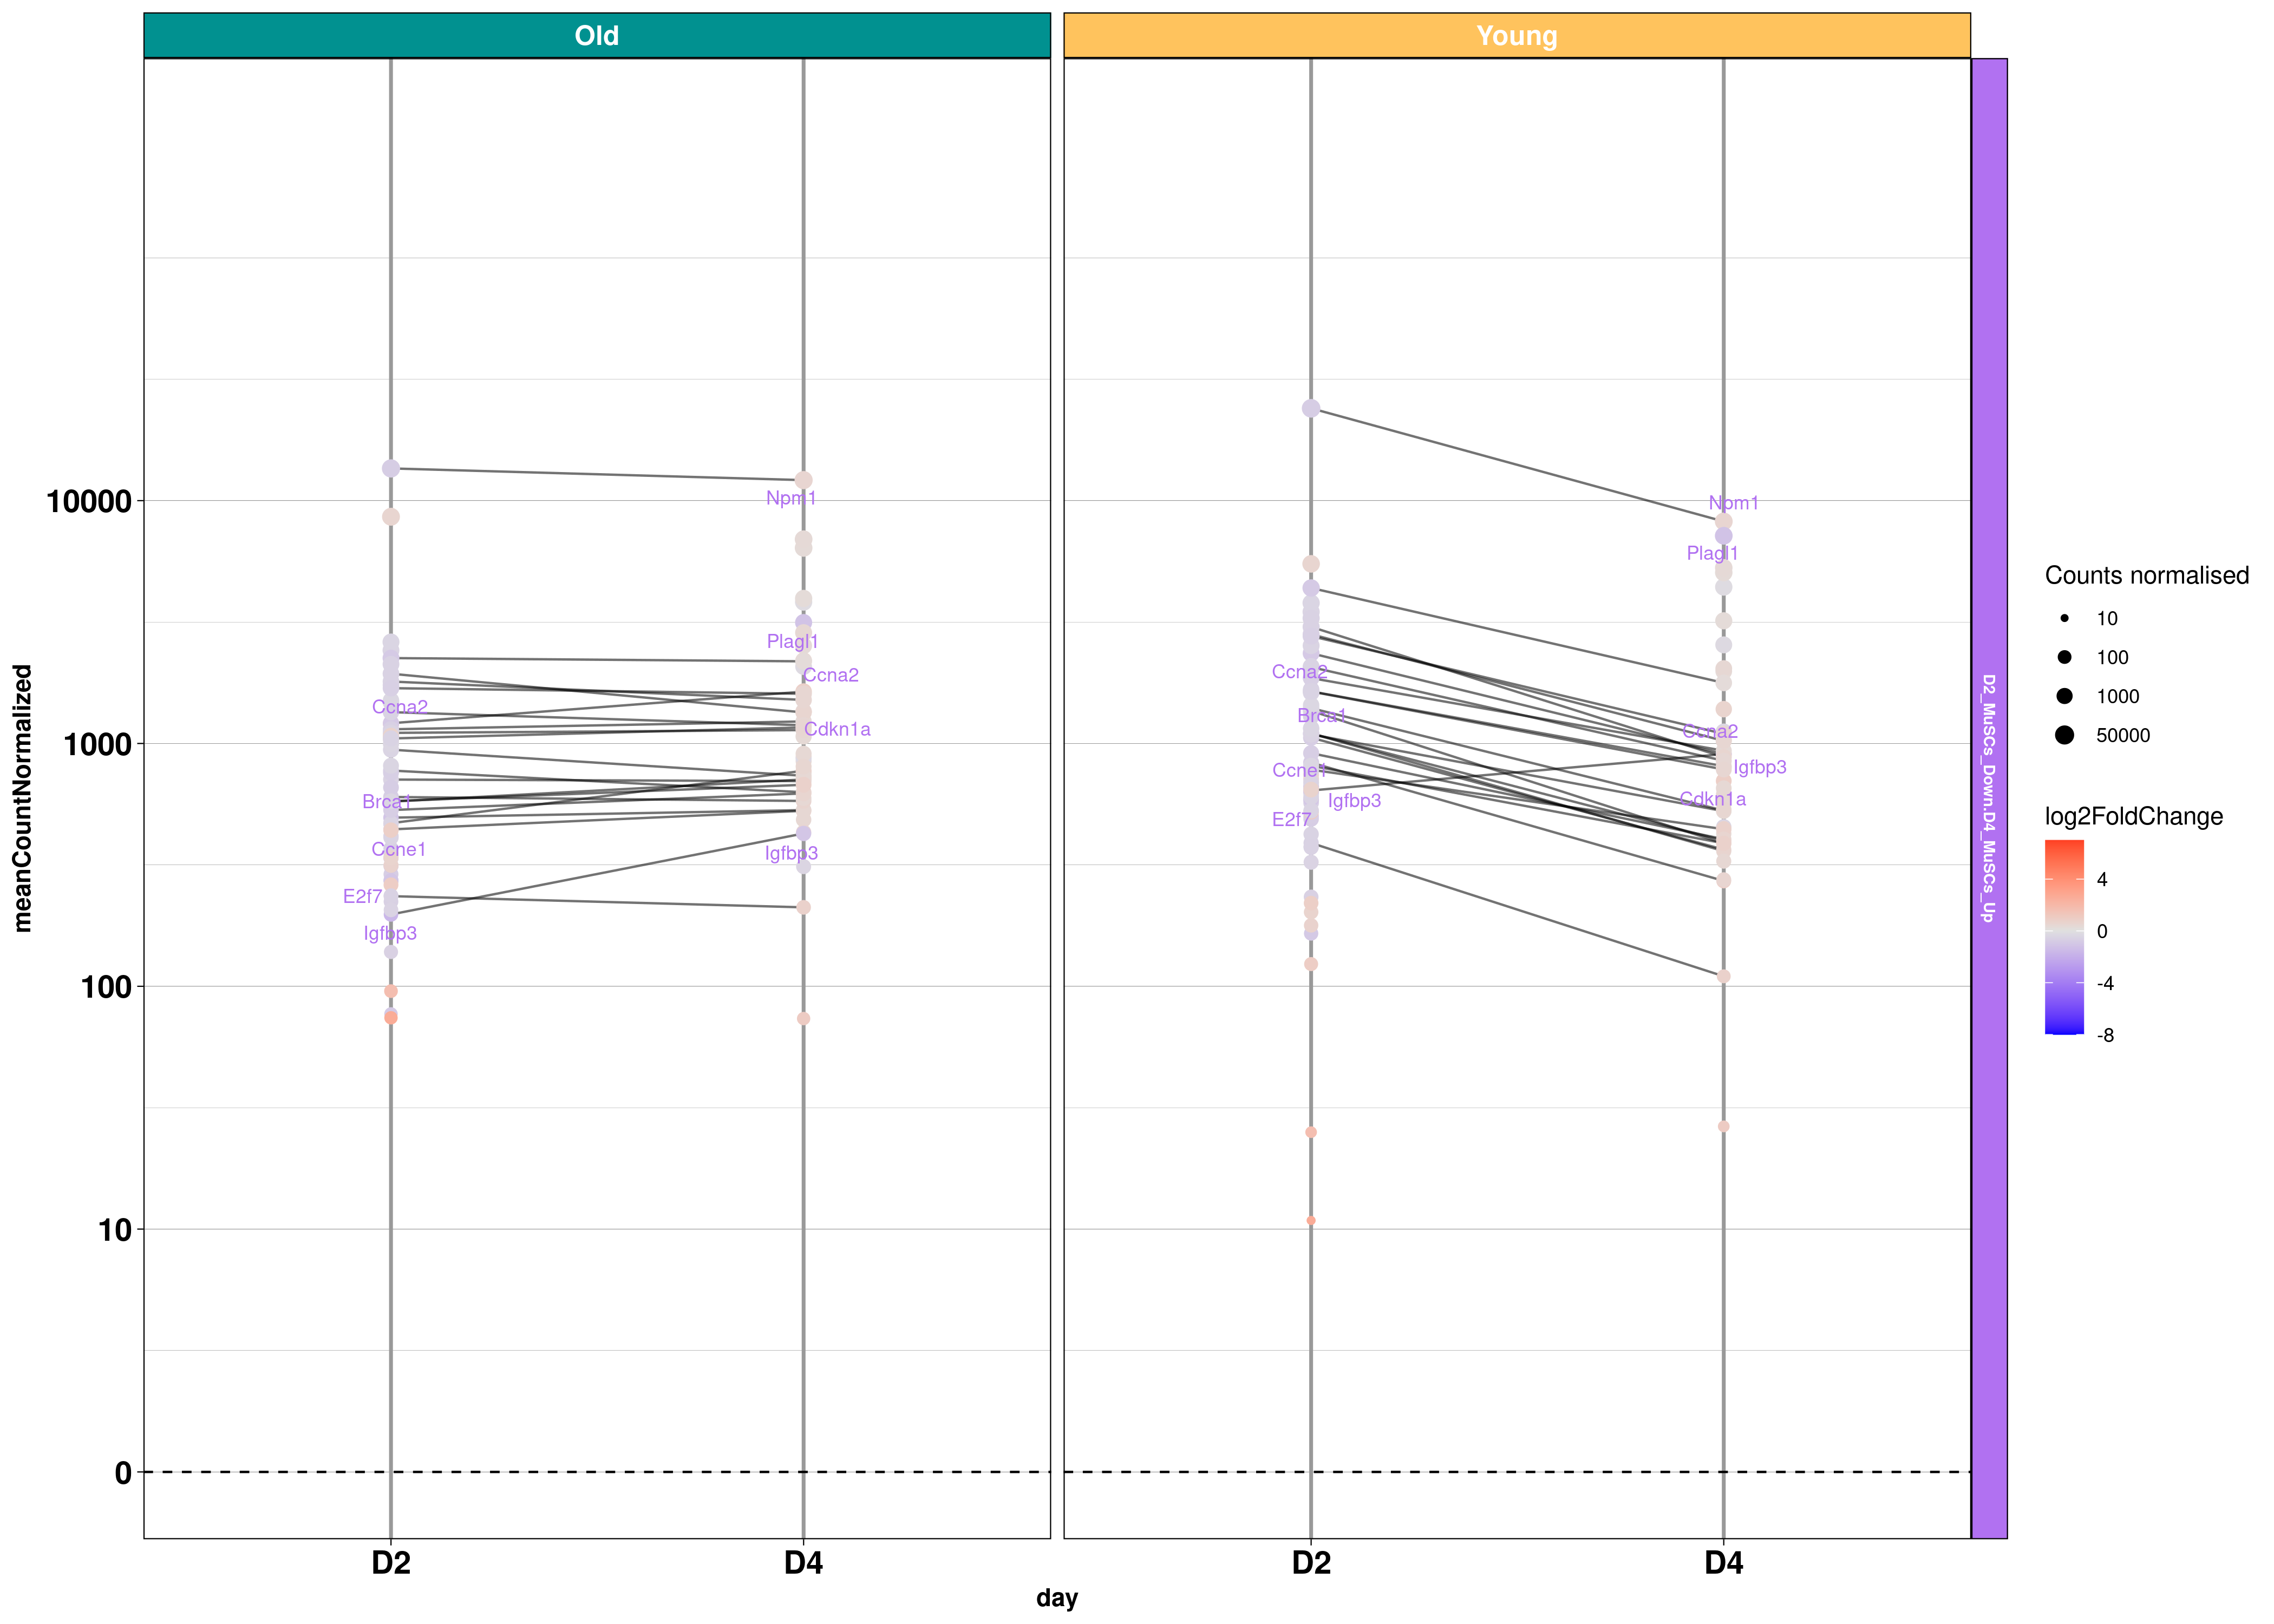 Old
Young
meanCountNormalized
10000
1000
100
10
0
Npm1
Plagl1
Ccna2
Ccna2
Cdkn1a
Brca1
Ccne1
Igfbp3
E2f7
Igfbp3
Npm1
Plagl1
Ccna2
Brca1
Ccna2
Ccne1
Igfbp3
Igfbp3
Cdkn1a
E2f7
D2_MuSCs_Down.D4_MuSCs_Up
D2
D4
D2
D4
day
Counts normalised
10
100
1000
50000
log2FoldChange
4
0
-4
-8